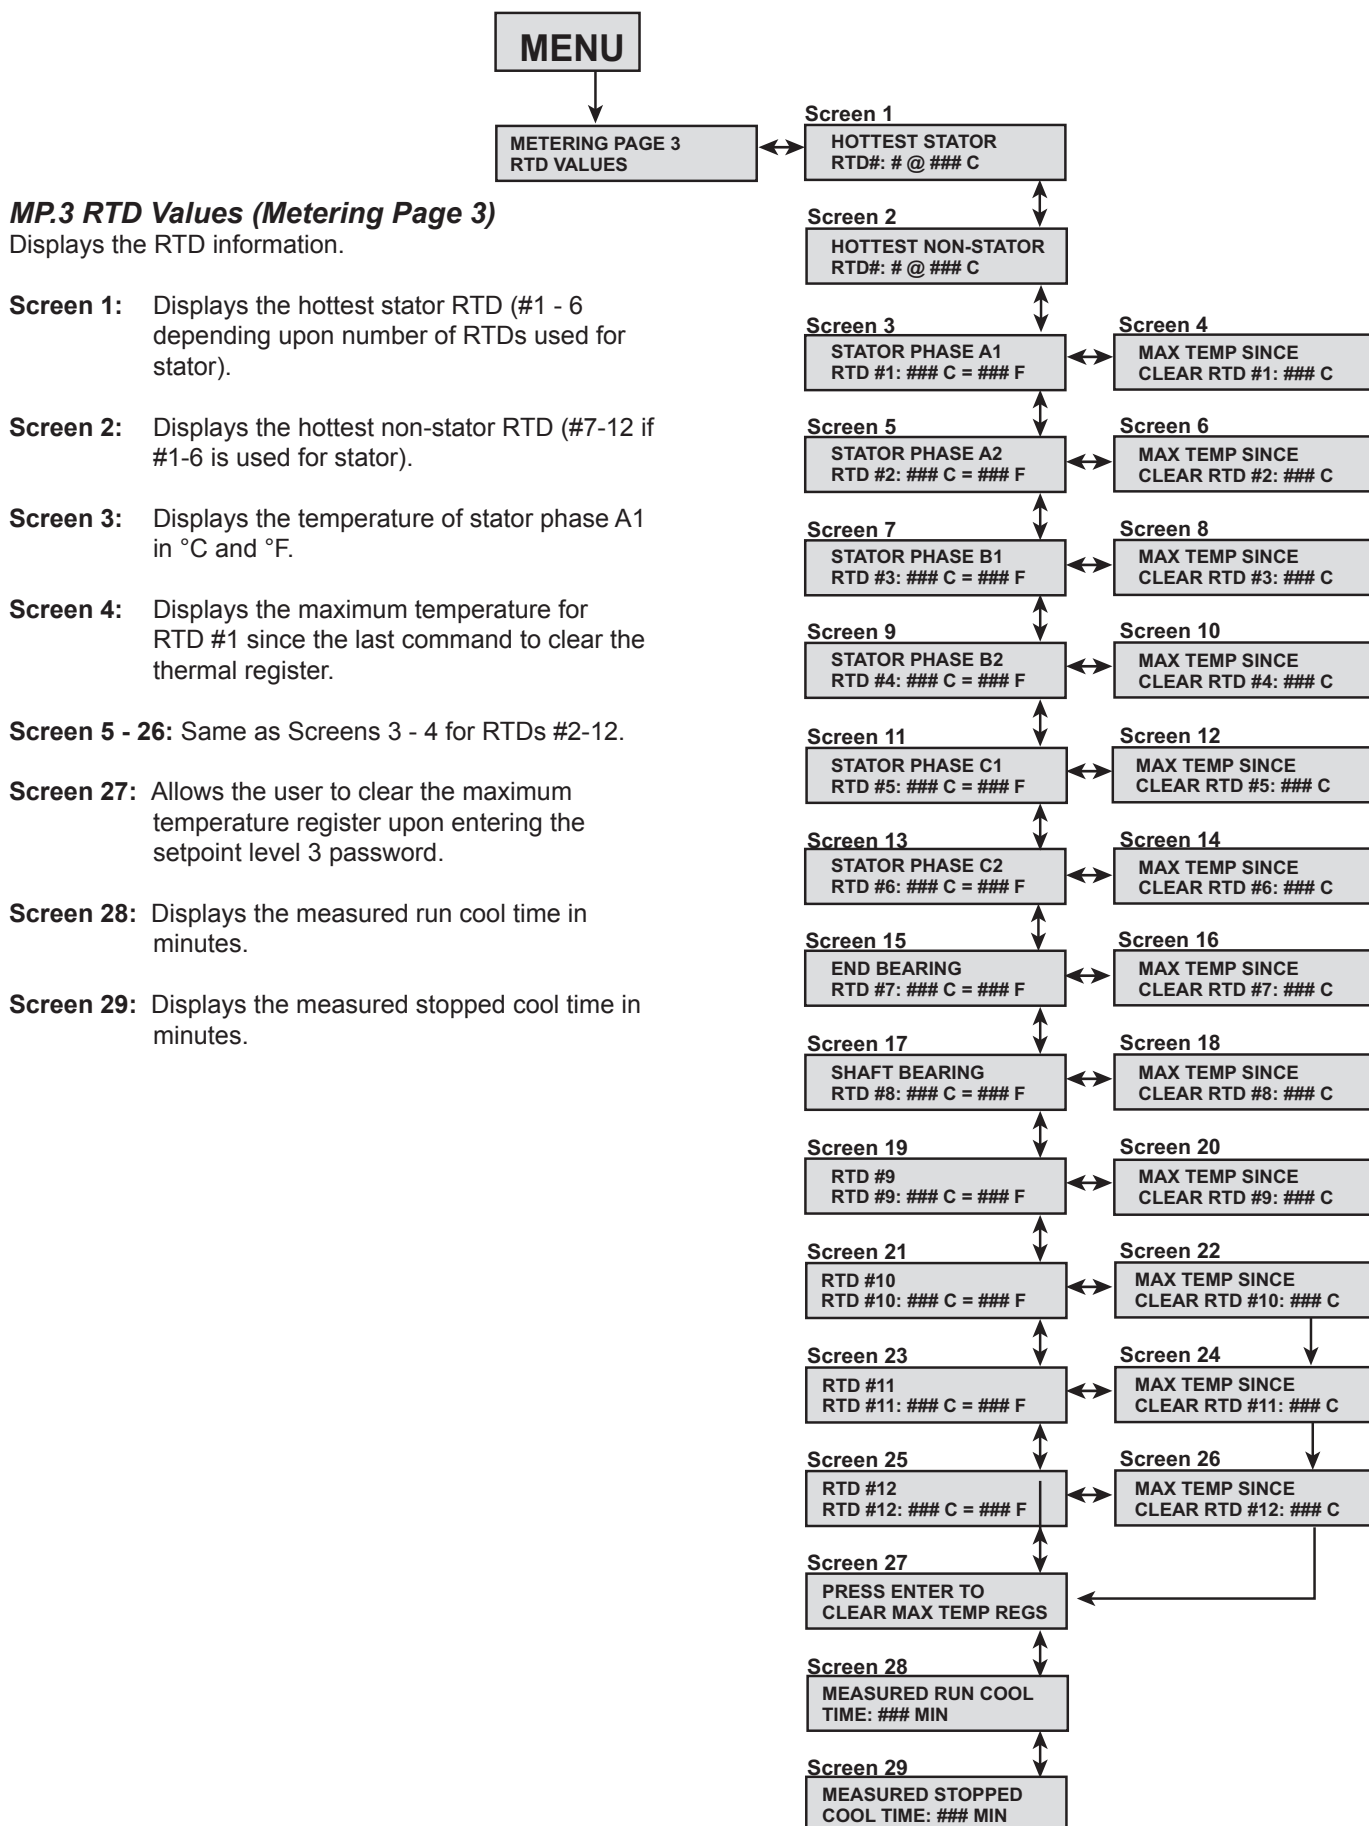 MENU
METERING PAGE 3
RTD VALUES
MP.3 RTD Values (Metering Page 3)
Displays the RTD information.
Screen 1: Displays the hottest stator RTD (#1 - 6
depending upon number of RTDs used for
stator).
Screen 2: Displays the hottest non-stator RTD (#7-12 if
#1-6 is used for stator).
Screen 3: Displays the temperature of stator phase A1
in °C and °F.
Screen 4: Displays the maximum temperature for
RTD #1 since the last command to clear the
thermal register.
Screen 5 - 26: Same as Screens 3 - 4 for RTDs #2-12.
Screen 27: Allows the user to clear the maximum
temperature register upon entering the
setpoint level 3 password.
Screen 28: Displays the measured run cool time in
minutes.
Screen 29: Displays the measured stopped cool time in
minutes.
Screen 1
HOTTEST STATOR
RTD#: # @ ### C
Screen 2
HOTTEST NON-STATOR
RTD#: # @ ### C
Screen 3
STATOR PHASE A1
RTD #1: ### C = ### F
Screen 4
MAX TEMP SINCE
CLEAR RTD #1: ### C
Screen 5
STATOR PHASE A2
RTD #2: ### C = ### F
Screen 6
MAX TEMP SINCE
CLEAR RTD #2: ### C
Screen 7
STATOR PHASE B1
RTD #3: ### C = ### F
Screen 8
MAX TEMP SINCE
CLEAR RTD #3: ### C
Screen 9
STATOR PHASE B2
RTD #4: ### C = ### F
Screen 10
MAX TEMP SINCE
CLEAR RTD #4: ### C
Screen 11
STATOR PHASE C1
RTD #5: ### C = ### F
Screen 12
MAX TEMP SINCE
CLEAR RTD #5: ### C
Screen 13
STATOR PHASE C2
RTD #6: ### C = ### F
Screen 14
MAX TEMP SINCE
CLEAR RTD #6: ### C
Screen 15
END BEARING
RTD #7: ### C = ### F
Screen 16
MAX TEMP SINCE
CLEAR RTD #7: ### C
Screen 17
SHAFT BEARING
RTD #8: ### C = ### F
Screen 18
MAX TEMP SINCE
CLEAR RTD #8: ### C
Screen 19
RTD #9
RTD #9: ### C = ### F
Screen 20
MAX TEMP SINCE
CLEAR RTD #9: ### C
Screen 21
RTD #10
RTD #10: ### C = ### F
Screen 22
MAX TEMP SINCE
CLEAR RTD #10: ### C
Screen 23
RTD #11
RTD #11: ### C = ### F
Screen 24
MAX TEMP SINCE
CLEAR RTD #11: ### C
Screen 25
RTD #12
RTD #12: ### C = ### F
Screen 26
MAX TEMP SINCE
CLEAR RTD #12: ### C
Screen 27
PRESS ENTER TO
CLEAR MAX TEMP REGS
Screen 28
MEASURED RUN COOL
TIME: ### MIN
Screen 29
MEASURED STOPPED
COOL TIME: ### MIN